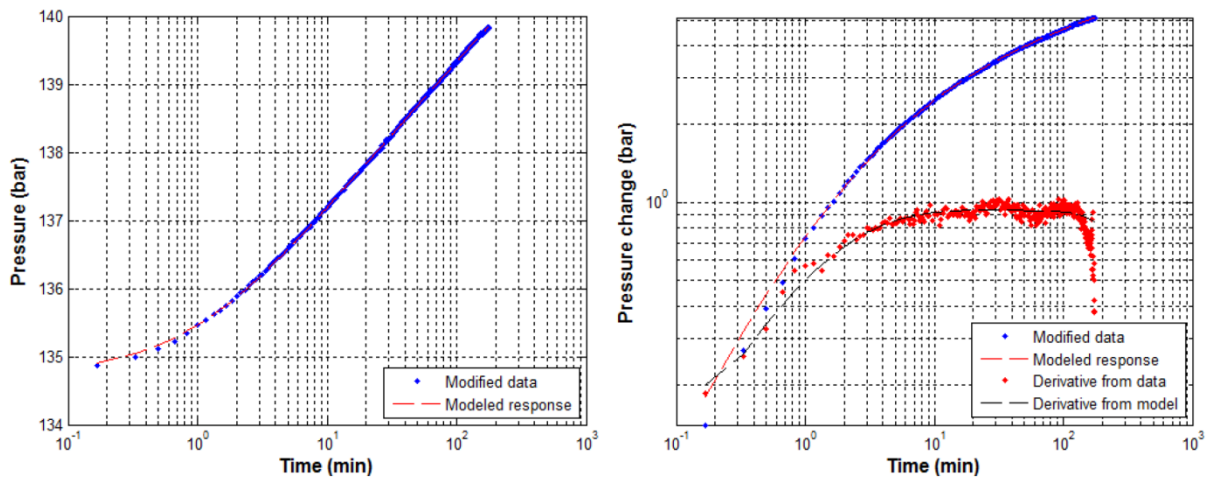 140
139
138
137
136
135
134
10^-1
10^0
10^1
10^2
10^3
Pressure (bar)
Time (min)
Modified data
Modeled response
10^0
10^-1
10^0
10^1
10^2
10^3
Pressure change (bar)
Time (min)
Modified data
Modeled response
Derivative from data
Derivative from model